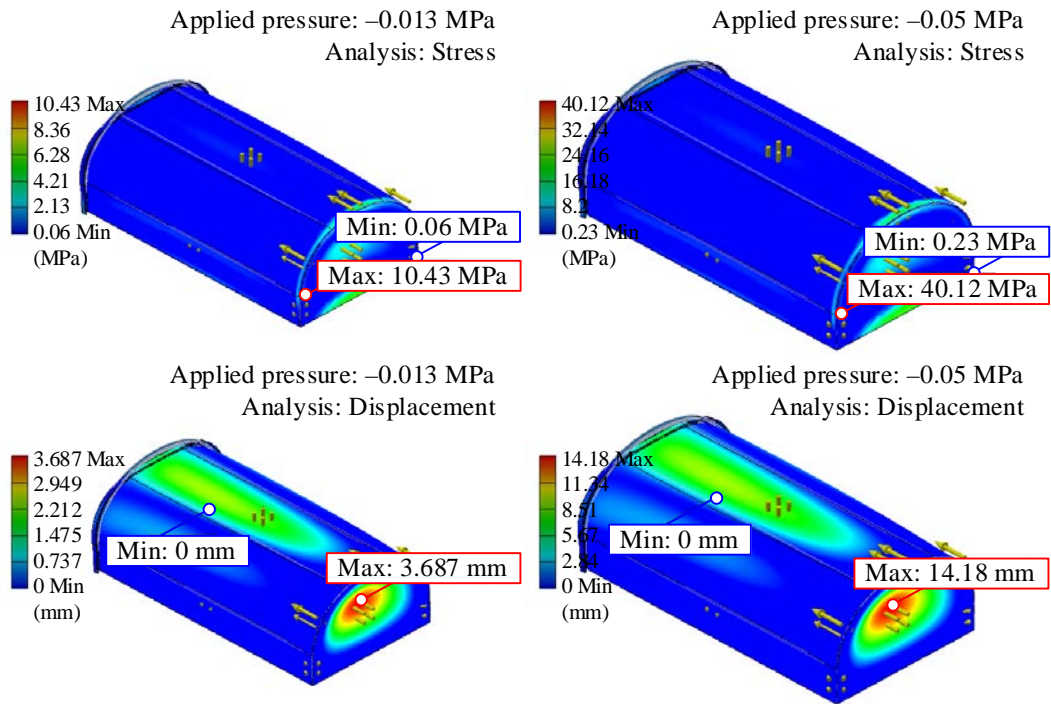 Applied pressure: –0.013 MPa
Analysis: Stress
10.43 Max
8.36
6.28
4.21
2.13
0.06 Min
(MPa)
Min: 0.06 MPa
Max: 10.43 MPa
Applied pressure: –0.05 MPa
Analysis: Stress
40.12 Max
32.14
24.16
16.18
8.2
0.23 Min
(MPa)
Min: 0.23 MPa
Max: 40.12 MPa
Applied pressure: –0.013 MPa
Analysis: Displacement
3.687 Max
2.949
2.212
1.475
0.737
0 Min
(mm)
Min: 0 mm
Max: 3.687 mm
Applied pressure: –0.05 MPa
Analysis: Displacement
14.18 Max
11.34
8.51
5.67
2.84
0 Min
(mm)
Min: 0 mm
Max: 14.18 mm